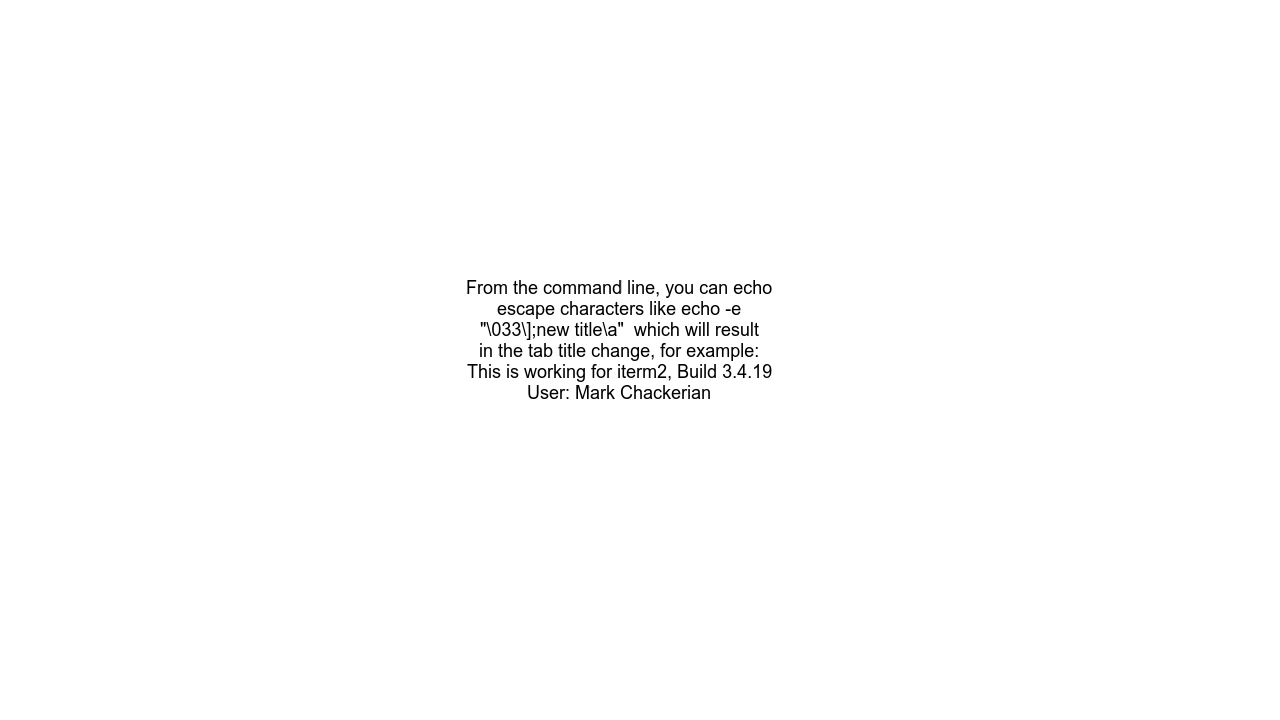 From the command line, you can echo
escape characters like echo -e
"\033\];new title\a"  which will result
in the tab title change, for example:
This is working for iterm2, Build 3.4.19
User: Mark Chackerian